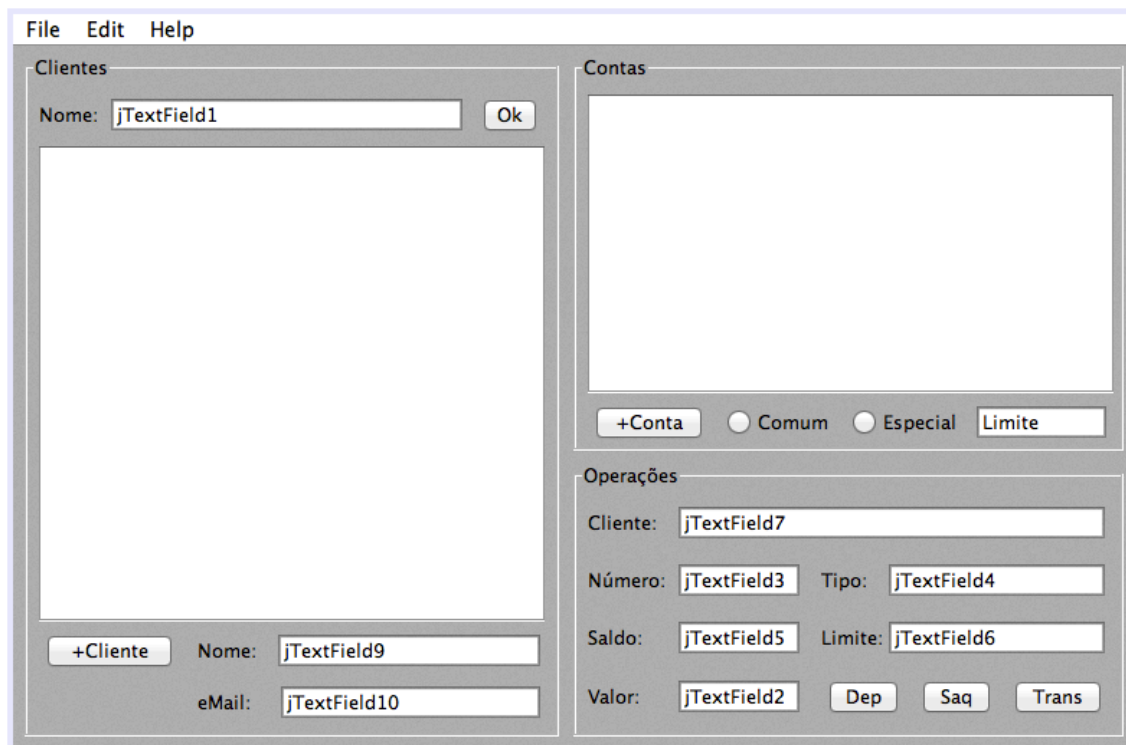 File Edit Help
Clientes
Nome: jTextField1 Ok
+Cliente Nome: jTextField9
eMail: jTextField10
Contas
+Conta Comum Especial Limite
Operações
Cliente: jTextField7
Número: jTextField3 Tipo: jTextField4
Saldo: jTextField5 Limite: jTextField6
Valor: jTextField2 Dep Saq Trans